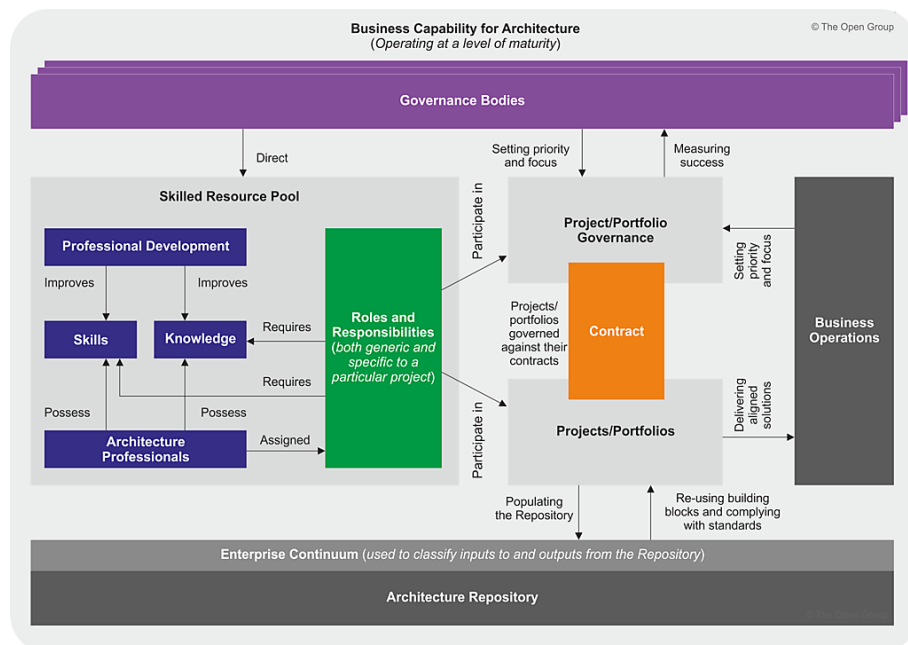 Business Capability for Architecture
(Operating at a level of maturity)
© The Open Group
Governance Bodies
Direct
Setting priority
and focus
Measuring
success
Skilled Resource Pool
Professional Development
Improves
Improves
Skills
Knowledge
Requires
Requires
Possess
Possess
Architecture
Professionals
Assigned
Roles and
Responsibilities
(both generic and
specific to a
particular project)
Participate in
Participate in
Project/Portfolio
Governance
Projects/
portfolios
governed
against their
contracts
Contract
Projects/Portfolios
Setting
priority
and focus
Delivering
aligned
solutions
Business
Operations
Populating
the Repository
Re-using building
blocks and complying
with standards
Enterprise Continuum (used to classify inputs to and outputs from the Repository)
Architecture Repository
© The Open Group